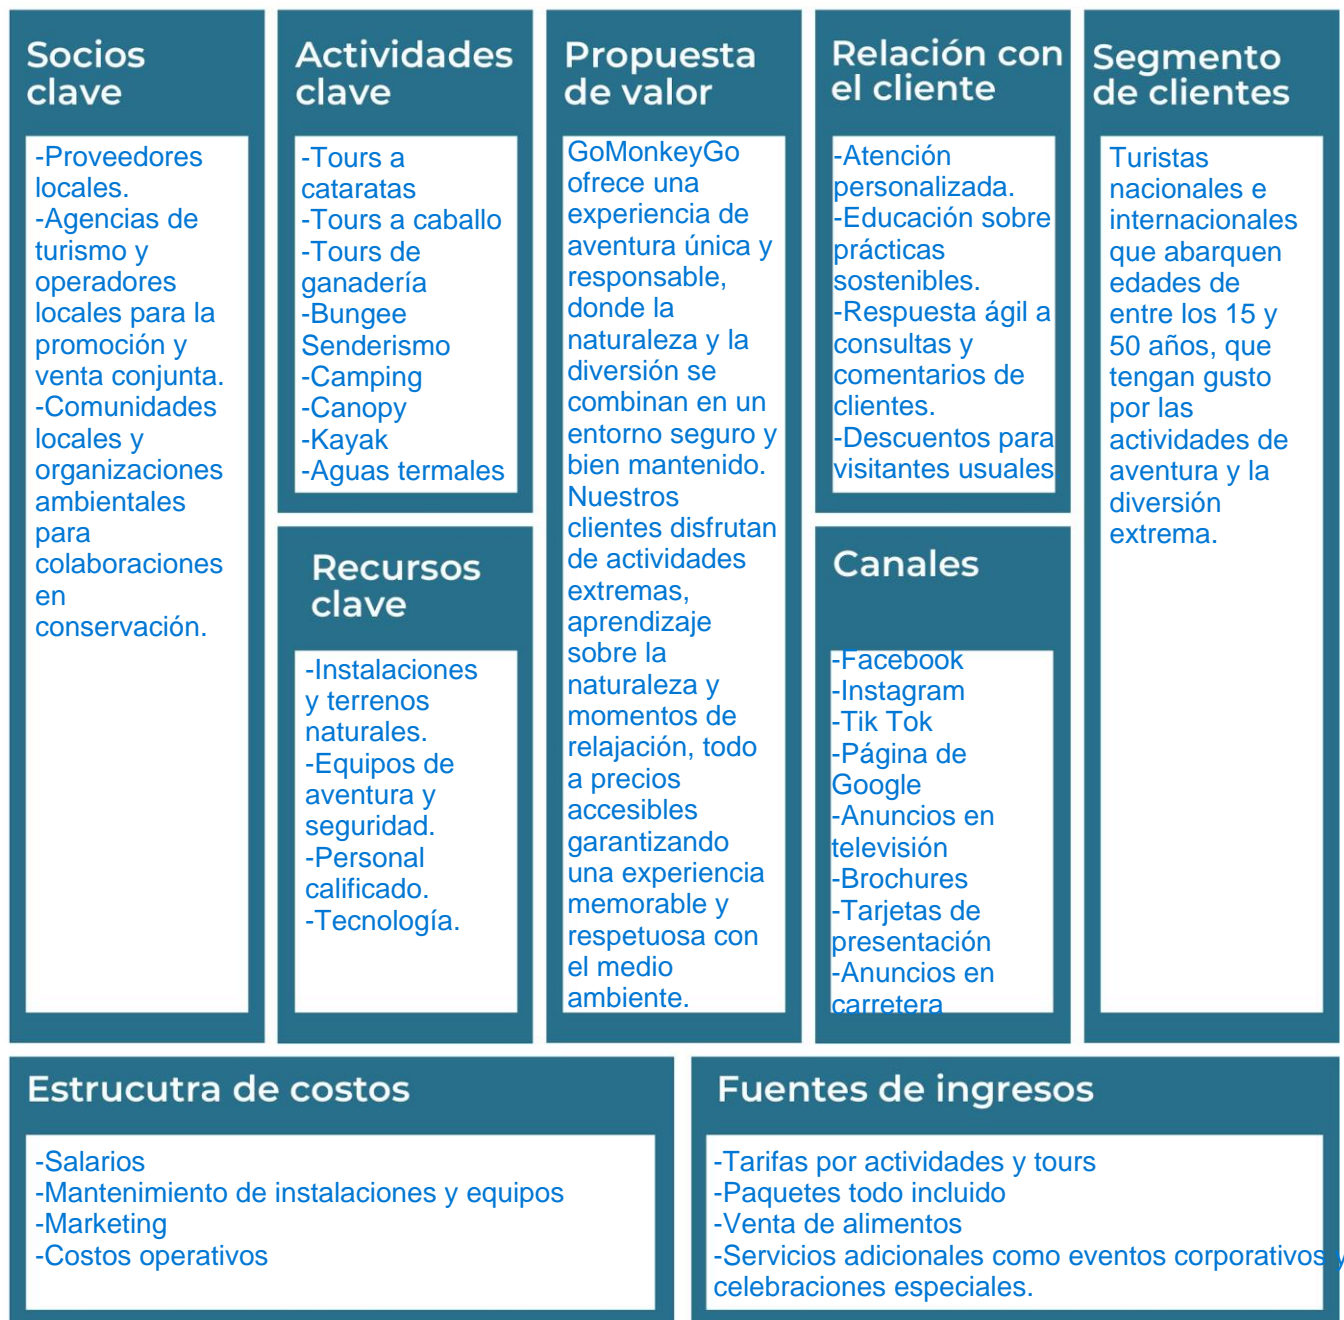 Socios
clave
-Proveedores
locales.
-Agencias de
turismo y
operadores
locales para la
promoción y
venta conjunta.
-Comunidades
locales y
organizaciones
ambientales
para
colaboraciones
en
conservación.
Actividades
clave
-Tours a
cataratas
-Tours a caballo
-Tours de
ganadería
-Bungee
Senderismo
-Camping
-Canopy
-Kayak
-Aguas termales
Recursos
clave
-Instalaciones
y terrenos
naturales.
-Equipos de
aventura y
seguridad.
-Personal
calificado.
-Tecnología.
Propuesta
de valor
GoMonkeyGo
ofrece una
experiencia de
aventura única y
responsable,
donde la
naturaleza y la
diversión se
combinan en un
entorno seguro y
bien mantenido.
Nuestros
clientes disfrutan
de actividades
extremas,
aprendizaje
sobre la
naturaleza y
momentos de
relajación, todo
a precios
accesibles
garantizando
una experiencia
memorable y
respetuosa con
el medio
ambiente.
Relación con
el cliente
-Atención
personalizada.
-Educación sobre
prácticas
sostenibles.
-Respuesta ágil a
consultas y
comentarios de
clientes.
-Descuentos para
visitantes usuales
Canales
-Facebook
-Instagram
-Tik Tok
-Página de
Google
-Anuncios en
televisión
-Brochures
-Tarjetas de
presentación
-Anuncios en
carretera
Segmento
de clientes
Turistas
nacionales e
internacionales
que abarquen
edades de
entre los 15 y
50 años, que
tengan gusto
por las
actividades de
aventura y la
diversión
extrema.
Estrucutra de costos
-Salarios
-Mantenimiento de instalaciones y equipos
-Marketing
-Costos operativos
Fuentes de ingresos
-Tarifas por actividades y tours
-Paquetes todo incluido
-Venta de alimentos
-Servicios adicionales como eventos corporativos y
celebraciones especiales.